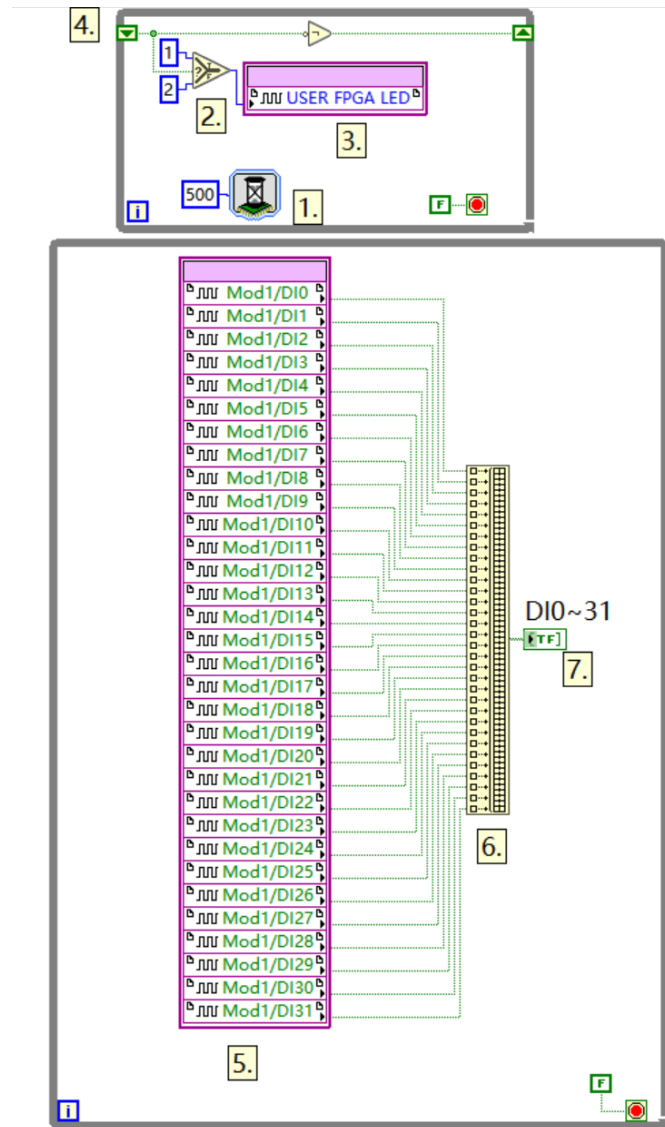 4.
1
?
2
T
F
2.
USER FPGA LED
3.
500
1.
i
F
Mod1/DI0
Mod1/DI1
Mod1/DI2
Mod1/DI3
Mod1/DI4
Mod1/DI5
Mod1/DI6
Mod1/DI7
Mod1/DI8
Mod1/DI9
Mod1/DI10
Mod1/DI11
Mod1/DI12
Mod1/DI13
Mod1/DI14
Mod1/DI15
Mod1/DI16
Mod1/DI17
Mod1/DI18
Mod1/DI19
Mod1/DI20
Mod1/DI21
Mod1/DI22
Mod1/DI23
Mod1/DI24
Mod1/DI25
Mod1/DI26
Mod1/DI27
Mod1/DI28
Mod1/DI29
Mod1/DI30
Mod1/DI31
DI0~31
TF]
7.
6.
5.
F
i